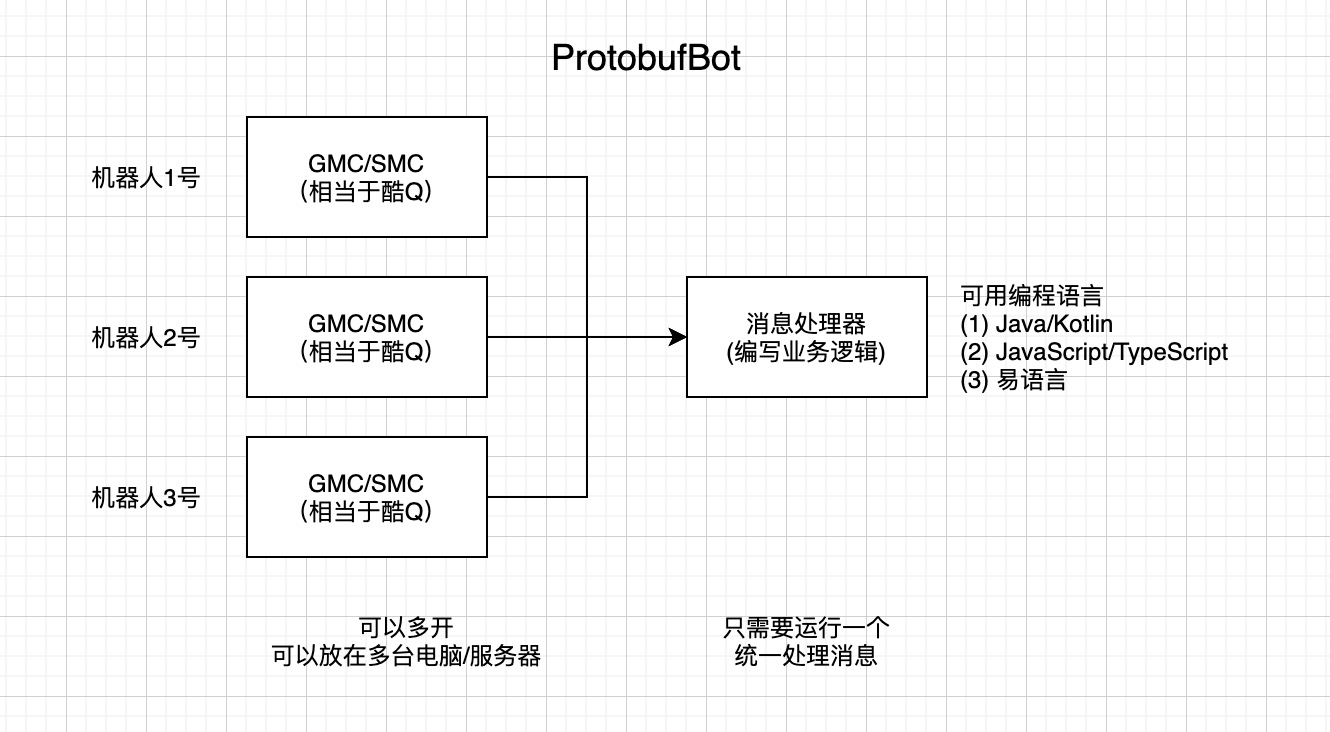 ProtobufBot
机器人1号
GMC/SMC
（相当于酷Q）
机器人2号
GMC/SMC
（相当于酷Q）
机器人3号
GMC/SMC
（相当于酷Q）
消息处理器
(编写业务逻辑)
可用编程语言
(1) Java/Kotlin
(2) JavaScript/TypeScript
(3) 易语言
可以多开
可以放在多台电脑/服务器
只需要运行一个
统一处理消息